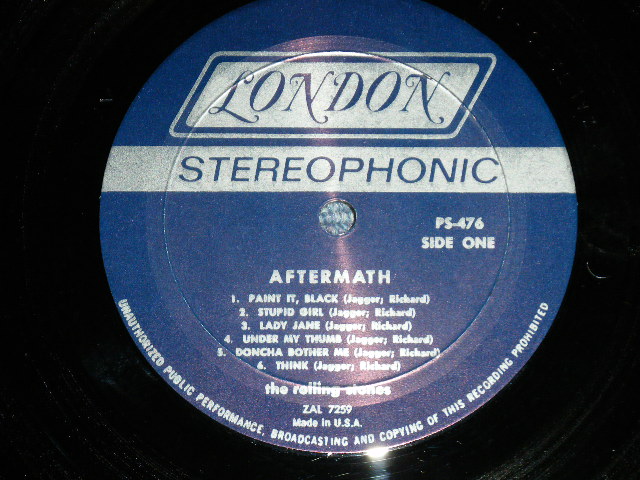 LONDON
STEREOPHONIC
PS-476
SIDE ONE
AFTERMATH
1. PAINT IT, BLACK (Jagger; Richard)
2. STUPID GIRL (Jagger; Richard)
3. LADY JANE (Jagger; Richard)
4. UNDER MY THUMB (Jagger; Richard)
5. DONCHA BOTHER ME (Jagger; Richard)
6. THINK (Jagger; Richard)
the rolling stones
ZAL 7259
Made in U.S.A.
UNAUTHORIZED PUBLIC PERFORMANCE, BROADCASTING AND COPYING OF THIS RECORDING PROHIBITED